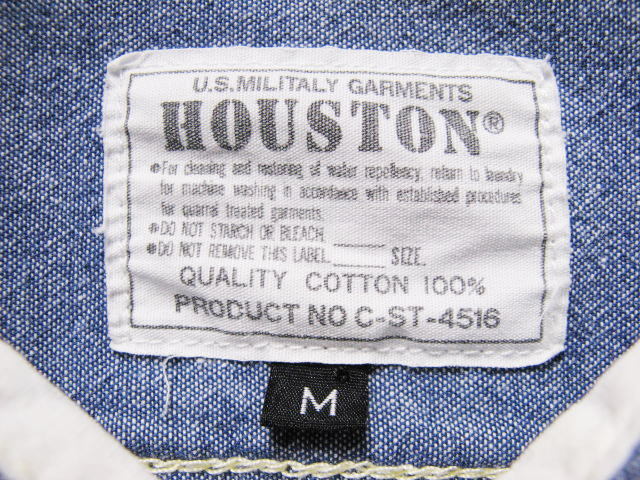 U.S. MILITALY GARMENTS
HOUSTON®
●For cleaning and restoring of water repellency, return to laundry
for machine washing in accordance with established procedures
for quarrel treated garments.
●DO NOT STARCH OR BLEACH.
●DO NOT REMOVE THIS LABEL. SIZE.
QUALITY COTTON 100%
PRODUCT NO C-ST-4516
M